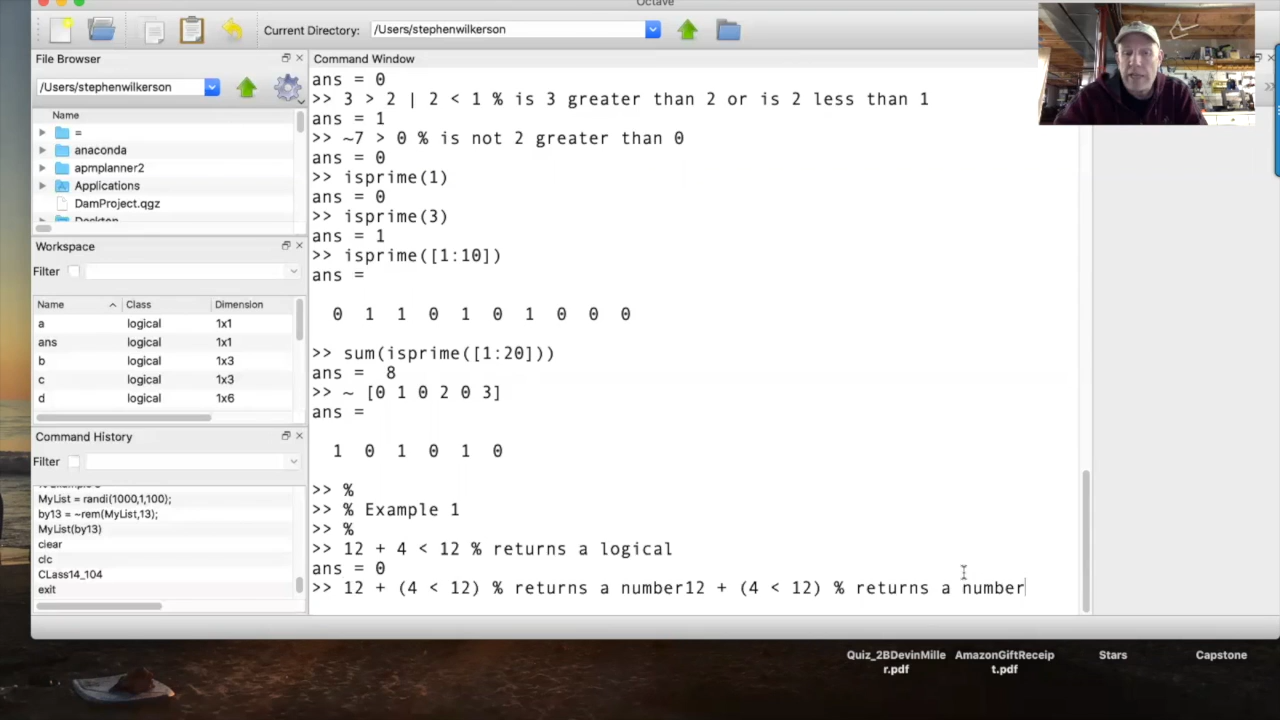 Octave
Current Directory: /Users/stephenwilkerson
File Browser
/Users/stephenwilkerson
Name
=
anaconda
apmplanner2
Applications
DamProject.qgz
Desktop
Workspace
Filter
Name Class Dimension
a logical 1x1
ans logical 1x1
b logical 1x3
c logical 1x3
d logical 1x6
Command History
Filter
MyList = randi(1000,1,100);
by13 = ~rem(MyList,13);
MyList(by13)
clear
clc
CLass14_104
exit
Command Window
ans = 0
>> 3 > 2 | 2 < 1 % is 3 greater than 2 or is 2 less than 1
ans = 1
>> ~7 > 0 % is not 2 greater than 0
ans = 0
>> isprime(1)
ans = 0
>> isprime(3)
ans = 1
>> isprime([1:10])
ans =
0 1 1 0 1 0 1 0 0 0
>> sum(isprime([1:20]))
ans = 8
>> ~ [0 1 0 2 0 3]
ans =
1 0 1 0 1 0
>> %
>> % Example 1
>> %
>> 12 + 4 < 12 % returns a logical
ans = 0
>> 12 + (4 < 12) % returns a number12 + (4 < 12) % returns a number
Quiz_2BDevinMille
r.pdf
AmazonGiftReceip
t.pdf
Stars
Capstone